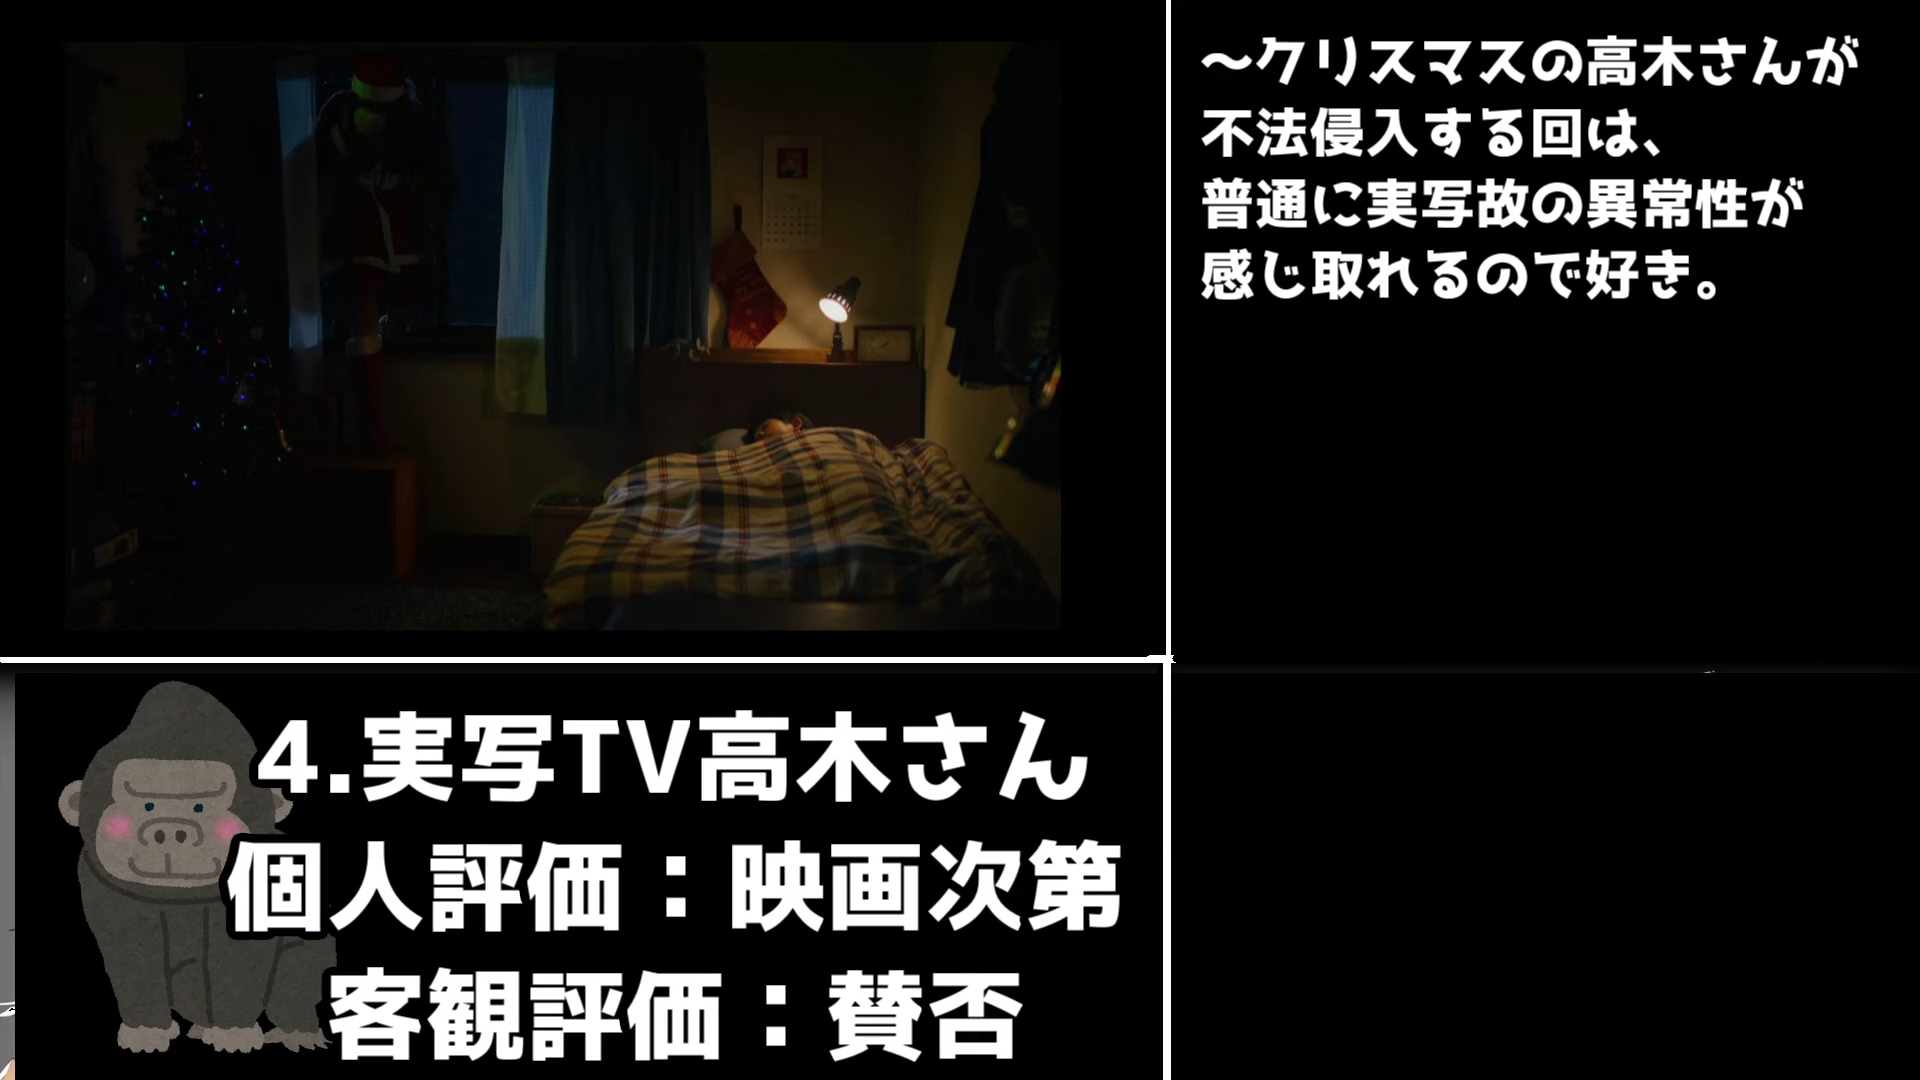 ～クリスマスの高木さんが
不法侵入する回は、
普通に実写故の異常性が
感じ取れるので好き。
4.実写TV高木さん
個人評価：映画次第
客観評価：賛否